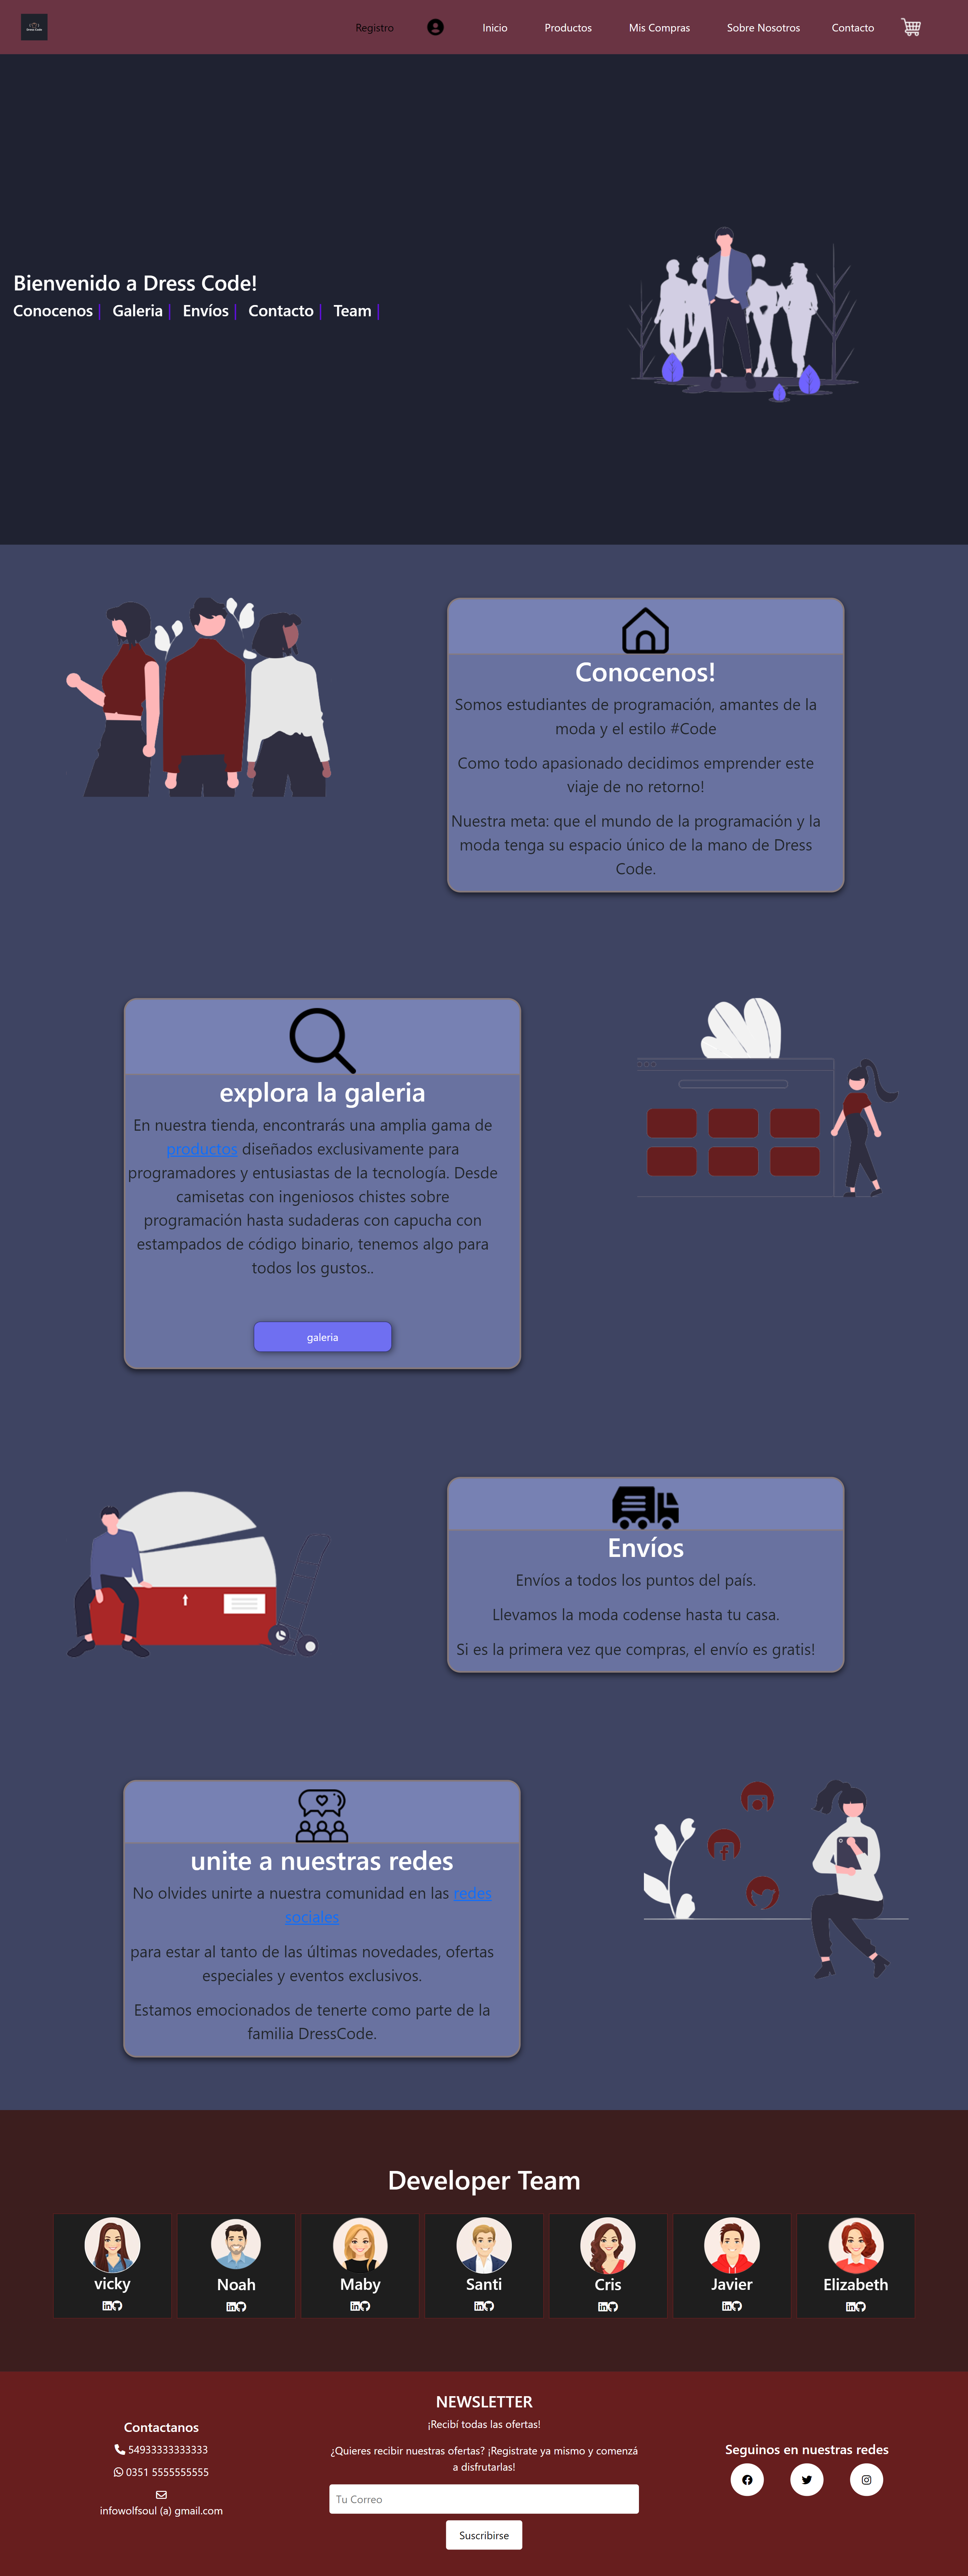 Dress Code
Registro
Inicio
Productos
Mis Compras
Sobre Nosotros
Contacto
Bienvenido a Dress Code!
Conocenos | Galeria | Envíos | Contacto | Team |
Conocenos!
Somos estudiantes de programación, amantes de la
moda y el estilo #Code
Como todo apasionado decidimos emprender este
viaje de no retorno!
Nuestra meta: que el mundo de la programación y la
moda tenga su espacio único de la mano de Dress
Code.
explora la galeria
En nuestra tienda, encontrarás una amplia gama de
productos diseñados exclusivamente para
programadores y entusiastas de la tecnología. Desde
camisetas con ingeniosos chistes sobre
programación hasta sudaderas con capucha con
estampados de código binario, tenemos algo para
todos los gustos..
galeria
Envíos
Envíos a todos los puntos del país.
Llevamos la moda codense hasta tu casa.
Si es la primera vez que compras, el envío es gratis!
unite a nuestras redes
No olvides unirte a nuestra comunidad en las redes
sociales
para estar al tanto de las últimas novedades, ofertas
especiales y eventos exclusivos.
Estamos emocionados de tenerte como parte de la
familia DressCode.
Developer Team
vicky
Noah
Maby
Santi
Cris
Javier
Elizabeth
Contactanos
54933333333333
0351 5555555555
infowolfsoul (a) gmail.com
NEWSLETTER
¡Recibí todas las ofertas!
¿Quieres recibir nuestras ofertas? ¡Registrate ya mismo y comenzá
a disfrutarlas!
Tu Correo
Suscribirse
Seguinos en nuestras redes